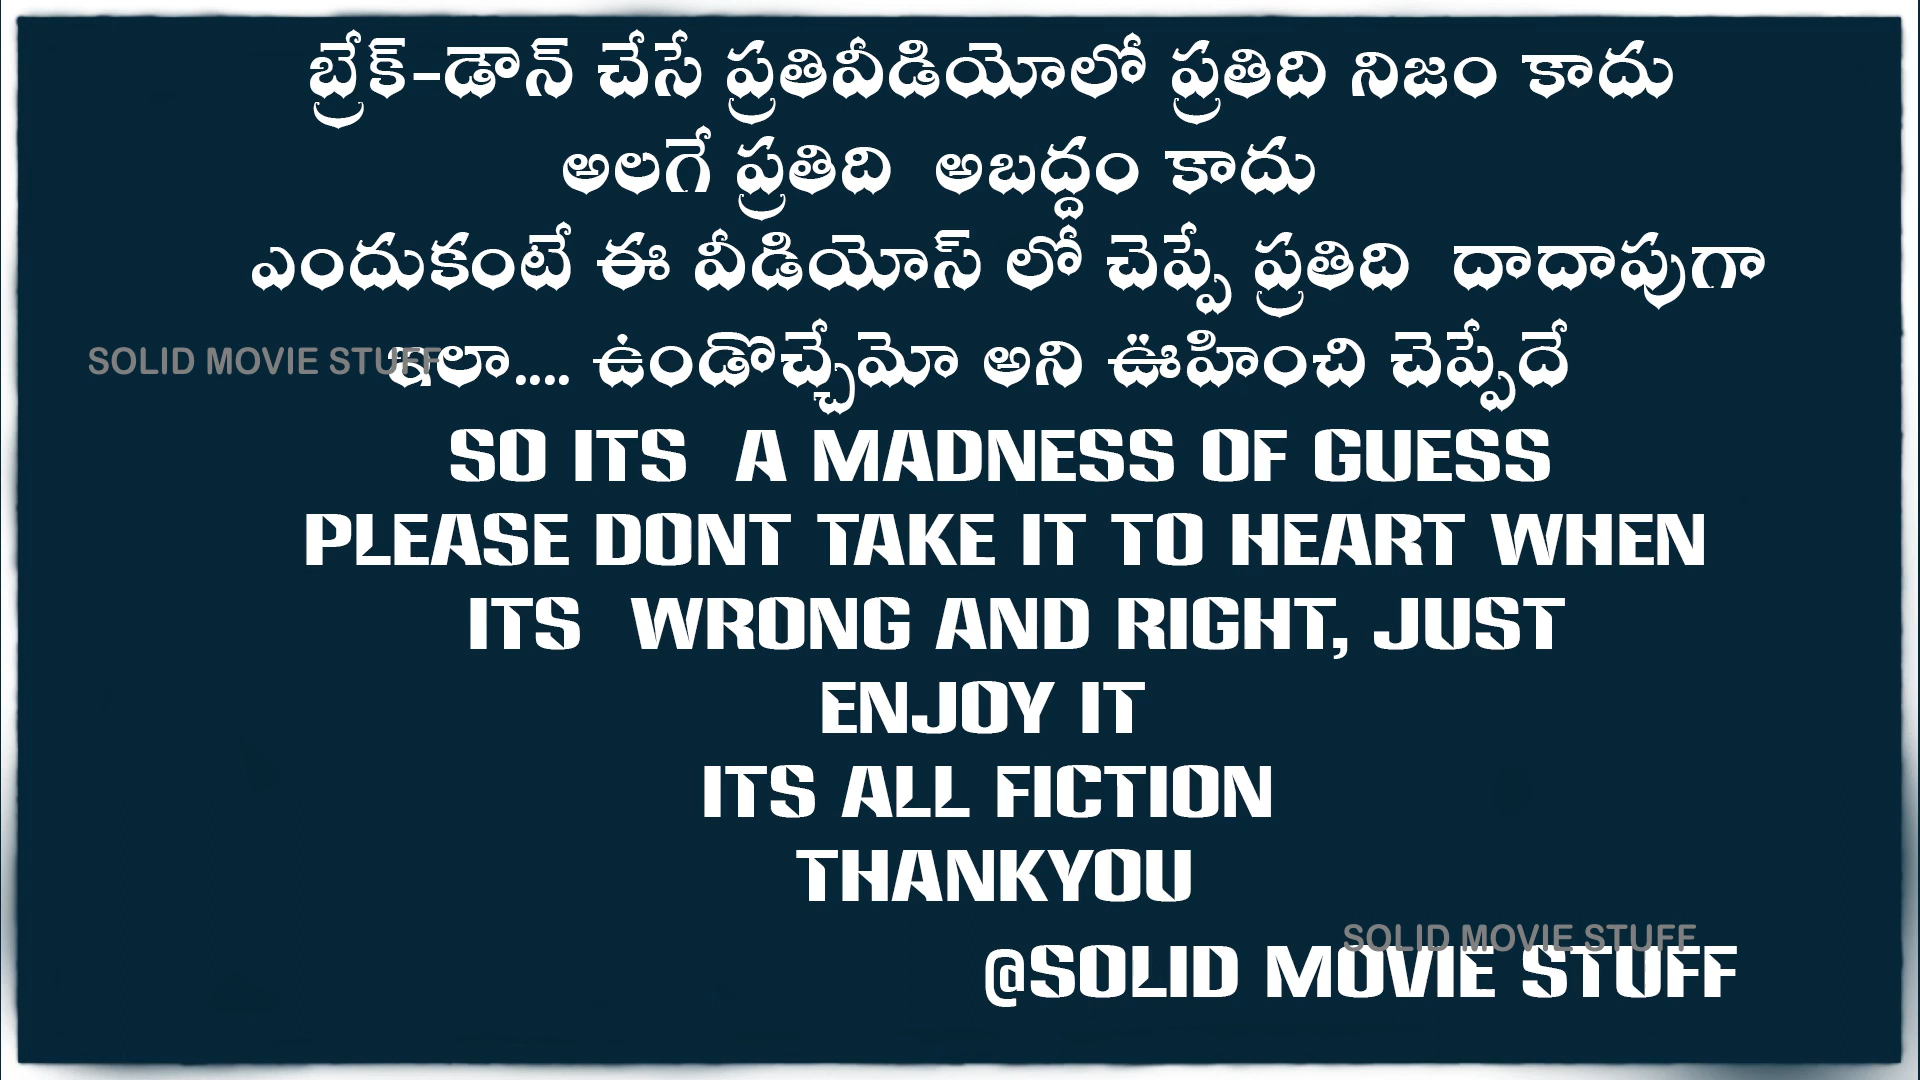 బ్రేక్-డౌన్ చేసే ప్రతివీడియోలో ప్రతిది నిజం కాదు
అలగే ప్రతిది అబద్దం కాదు
ఎందుకంటే ఈ వీడియోస్ లో చెప్పే ప్రతిది దాదాపుగా
SOLID MOVIE STUFF
ఇలా.... ఉండొచ్చేమో అని ఊహించి చెప్పేదే
SO ITS A MADNESS OF GUESS
PLEASE DONT TAKE IT TO HEART WHEN
ITS WRONG AND RIGHT, JUST
ENJOY IT
ITS ALL FICTION
THANKYOU
SOLID MOVIE STUFF
@SOLID MOVIE STUFF